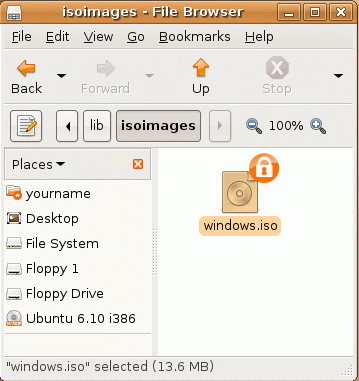 isoimages - File Browser
File Edit View Go Bookmarks Help
Back Forward Up Stop
lib isoimages 100%
Places
yourname
Desktop
File System
Floppy 1
Floppy Drive
Ubuntu 6.10 i386
windows.iso
"windows.iso" selected (13.6 MB)